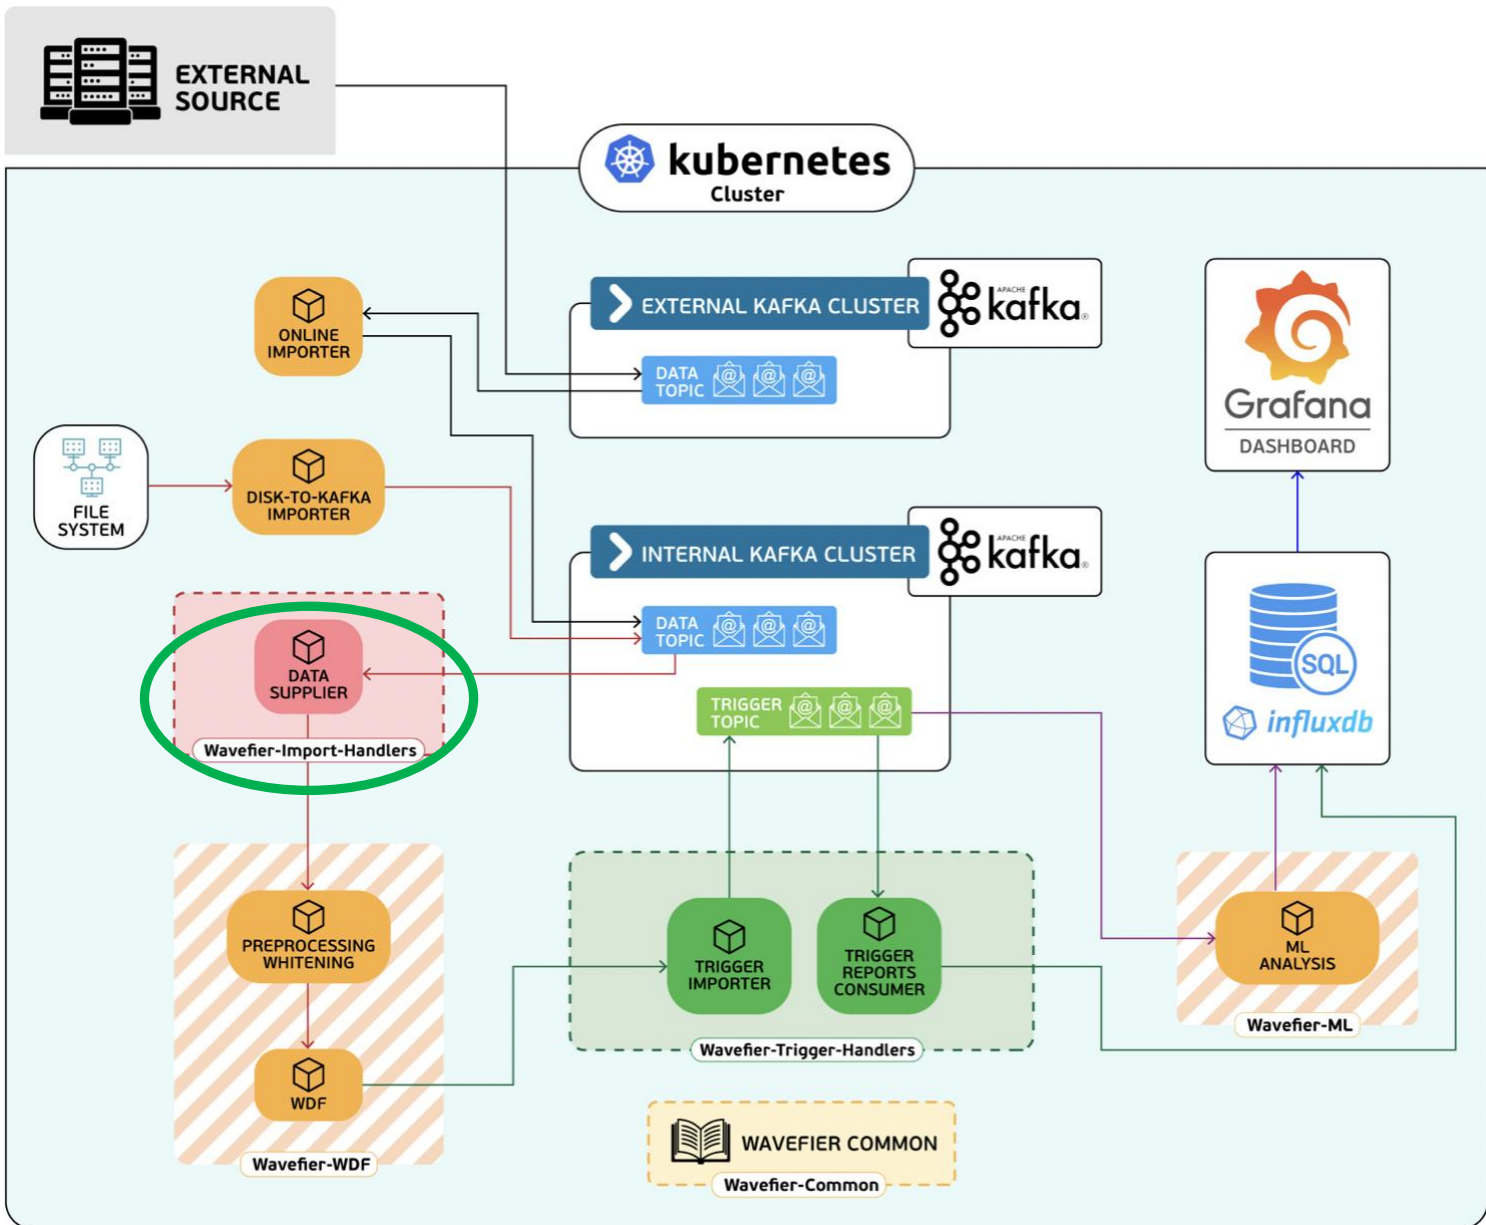 EXTERNAL
SOURCE
kubernetes
Cluster
EXTERNAL KAFKA CLUSTER
APACHE
kafka®
DATA
TOPIC
ONLINE
IMPORTER
Grafana
DASHBOARD
FILE
SYSTEM
DISK-TO-KAFKA
IMPORTER
INTERNAL KAFKA CLUSTER
APACHE
kafka®
DATA
TOPIC
DATA
SUPPLIER
Wavefier-Import-Handlers
TRIGGER
TOPIC
SQL
influxdb
PREPROCESSING
WHITENING
WDF
Wavefier-WDF
TRIGGER
IMPORTER
TRIGGER
REPORTS
CONSUMER
Wavefier-Trigger-Handlers
ML
ANALYSIS
Wavefier-ML
WAVEFIER COMMON
Wavefier-Common